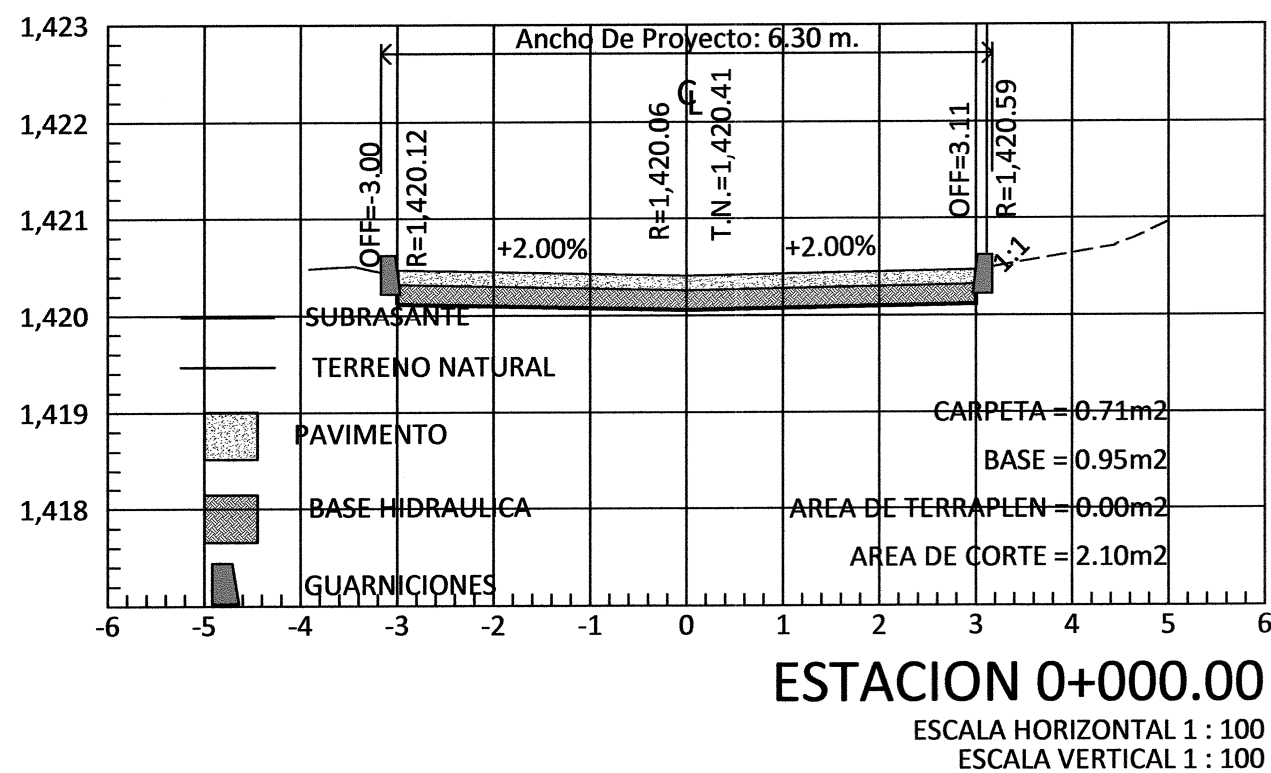 1,423
1,422
1,421
1,420
1,419
1,418
Ancho De Proyecto: 6.30 m.
CL
OFF=-3.00
R=1,420.12
R=1,420.06
T.N.=1,420.41
OFF=3.11
R=1,420.59
+2.00%
+2.00%
1:1
SUBRASANTE
TERRENO NATURAL
PAVIMENTO
BASE HIDRAULICA
GUARNICIONES
CARPETA = 0.71m2
BASE = 0.95m2
AREA DE TERRAPLEN = 0.00m2
AREA DE CORTE = 2.10m2
-6 -5 -4 -3 -2 -1 0 1 2 3 4 5 6
ESTACION 0+000.00
ESCALA HORIZONTAL 1 : 100
ESCALA VERTICAL 1 : 100